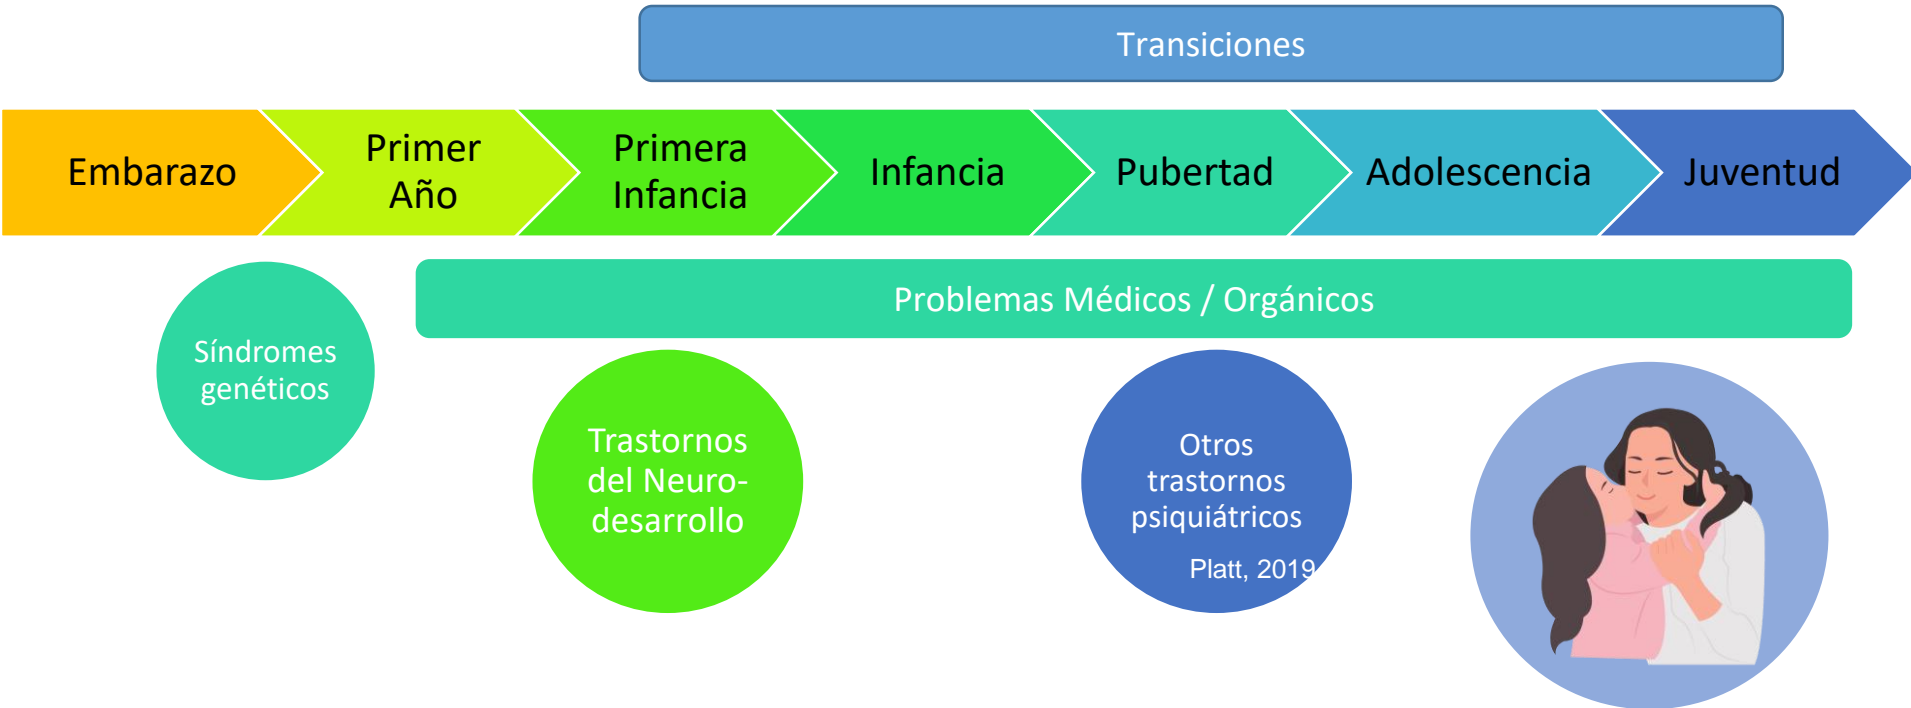 Transiciones
Embarazo
Primer
Año
Primera
Infancia
Infancia
Pubertad
Adolescencia
Juventud
Problemas Médicos / Orgánicos
Síndromes
genéticos
Trastornos
del Neuro-
desarrollo
Otros
trastornos
psiquiátricos
Platt, 2019